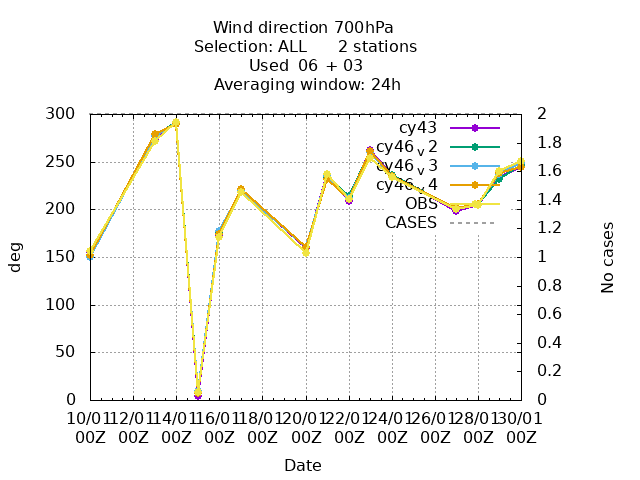 Wind direction 700hPa
Selection: ALL 2 stations
Used 06 + 03
Averaging window: 24h
300
250
200
150
100
50
0
deg
2
1.8
1.6
1.4
1.2
1
0.8
0.6
0.4
0.2
0
No cases
cy43
cy46_v2
cy46_v3
cy46_v4
OBS
CASES
10/01 12/01 14/01 16/01 18/01 20/01 22/01 24/01 26/01 28/01 30/01
00Z 00Z 00Z 00Z 00Z 00Z 00Z 00Z 00Z 00Z 00Z
Date